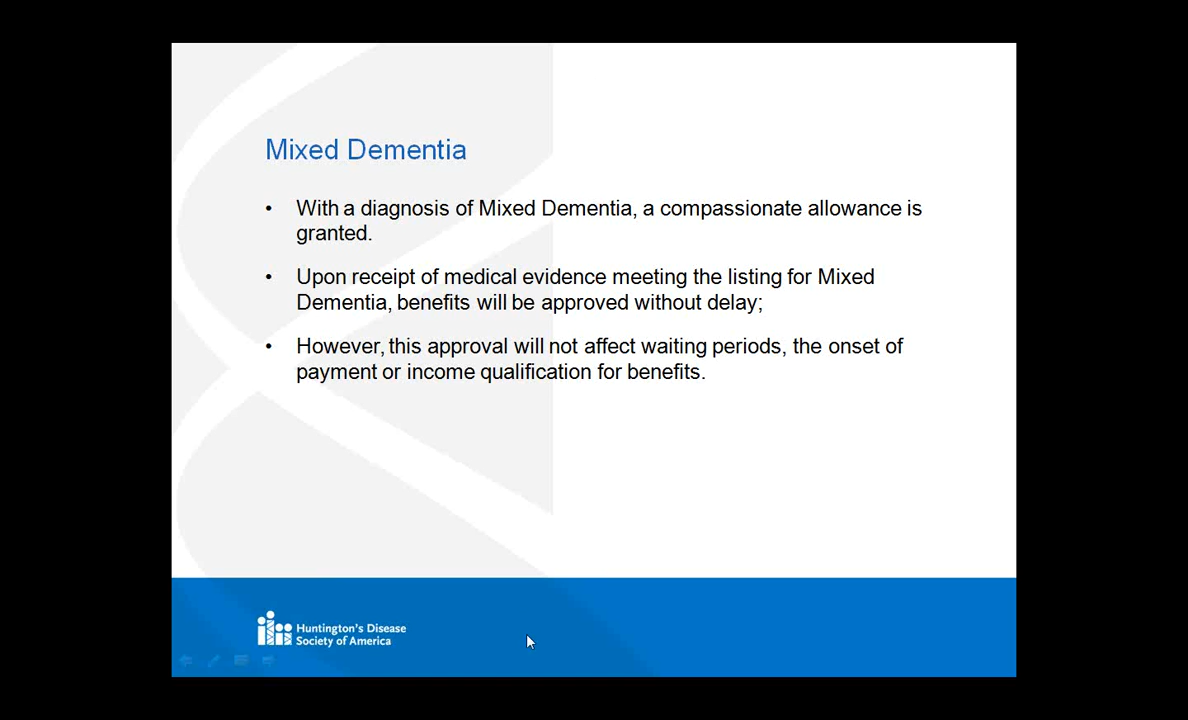 Mixed Dementia
• With a diagnosis of Mixed Dementia, a compassionate allowance is
granted.
• Upon receipt of medical evidence meeting the listing for Mixed
Dementia, benefits will be approved without delay;
• However, this approval will not affect waiting periods, the onset of
payment or income qualification for benefits.
Huntington's Disease
Society of America